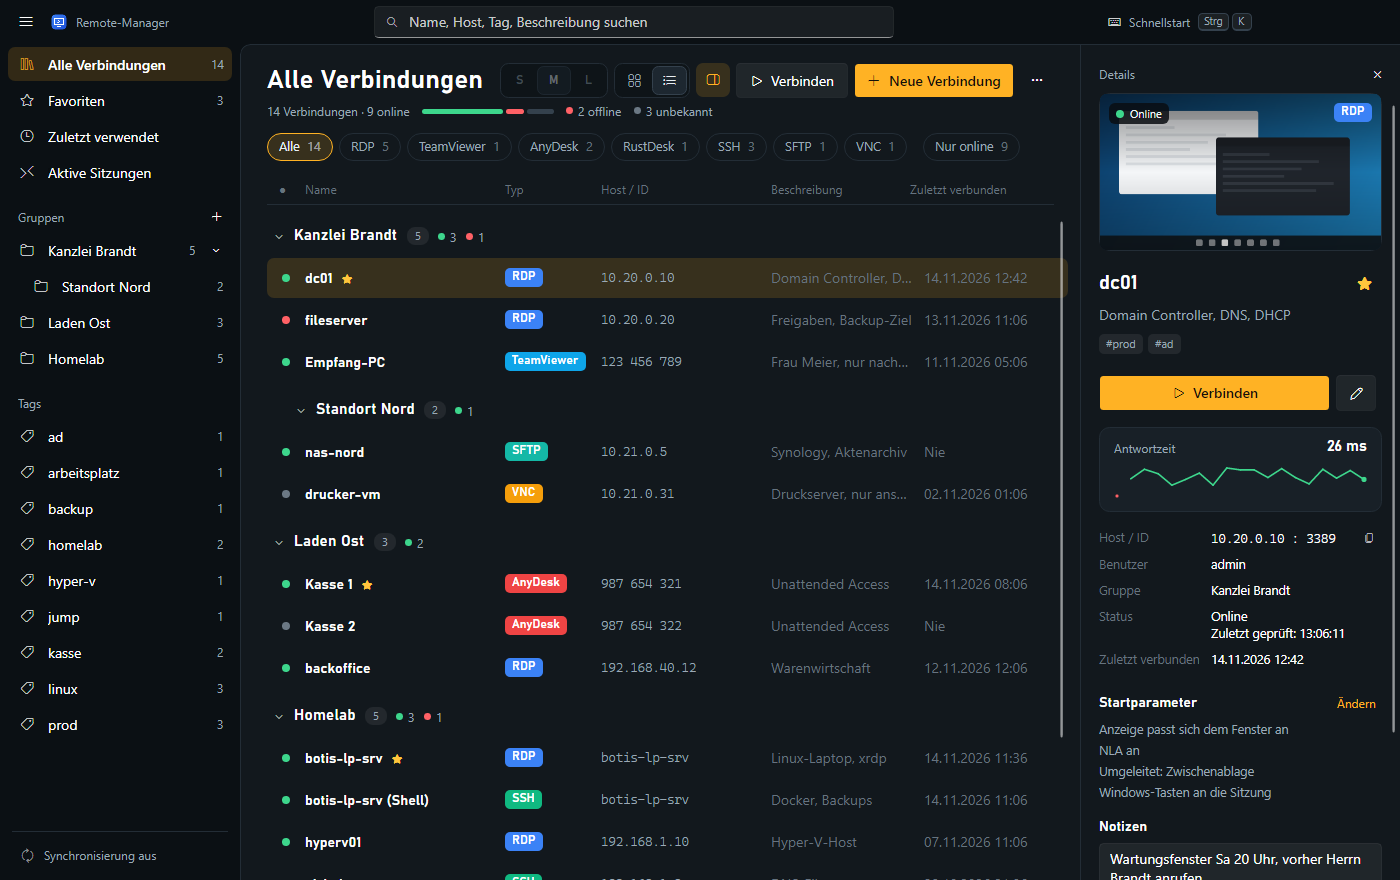 Remote-Manager
Name, Host, Tag, Beschreibung suchen
Schnellstart Strg K
Alle Verbindungen 14
Favoriten 3
Zuletzt verwendet
Aktive Sitzungen
Gruppen
Kanzlei Brandt 5
Standort Nord 2
Laden Ost 3
Homelab 5
Tags
ad 1
arbeitsplatz 1
backup 1
homelab 2
hyper-v 1
jump 1
kasse 2
linux 3
prod 3
Synchronisierung aus
Alle Verbindungen
S M L
Verbinden
Neue Verbindung
14 Verbindungen · 9 online
2 offline
3 unbekannt
Alle 14
RDP 5
TeamViewer 1
AnyDesk 2
RustDesk 1
SSH 3
SFTP 1
VNC 1
Nur online 9
Name Typ Host / ID Beschreibung Zuletzt verbunden
Kanzlei Brandt 5 3 1
dc01 RDP 10.20.0.10 Domain Controller, D... 14.11.2026 12:42
fileserver RDP 10.20.0.20 Freigaben, Backup-Ziel 13.11.2026 11:06
Empfang-PC TeamViewer 123 456 789 Frau Meier, nur nach... 11.11.2026 05:06
Standort Nord 2 1
nas-nord SFTP 10.21.0.5 Synology, Aktenarchiv Nie
drucker-vm VNC 10.21.0.31 Druckserver, nur ans... 02.11.2026 01:06
Laden Ost 3 2
Kasse 1 AnyDesk 987 654 321 Unattended Access 14.11.2026 08:06
Kasse 2 AnyDesk 987 654 322 Unattended Access Nie
backoffice RDP 192.168.40.12 Warenwirtschaft 12.11.2026 12:06
Homelab 5 3 1
botis-lp-srv RDP botis-lp-srv Linux-Laptop, xrdp 14.11.2026 11:36
botis-lp-srv (Shell) SSH botis-lp-srv Docker, Backups 14.11.2026 11:06
hyperv01 RDP 192.168.1.10 Hyper-V-Host 07.11.2026 11:06
SSH
Details
Online RDP
dc01
Domain Controller, DNS, DHCP
#prod #ad
Verbinden
Antwortzeit 26 ms
Host / ID 10.20.0.10 : 3389
Benutzer admin
Gruppe Kanzlei Brandt
Status Online
Zuletzt geprüft: 13:06:11
Zuletzt verbunden 14.11.2026 12:42
Startparameter Ändern
Anzeige passt sich dem Fenster an
NLA an
Umgeleitet: Zwischenablage
Windows-Tasten an die Sitzung
Notizen
Wartungsfenster Sa 20 Uhr, vorher Herrn
Brandt anrufen